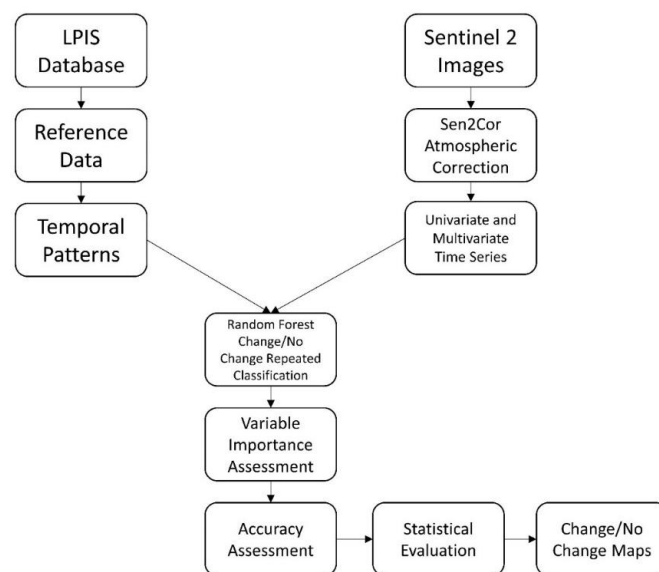 LPIS
Database
Sentinel 2
Images
Reference
Data
Sen2Cor
Atmospheric
Correction
Temporal
Patterns
Univariate and
Multivariate
Time Series
Random Forest
Change/No
Change Repeated
Classification
Variable
Importance
Assessment
Accuracy
Assessment
Statistical
Evaluation
Change/No
Change Maps